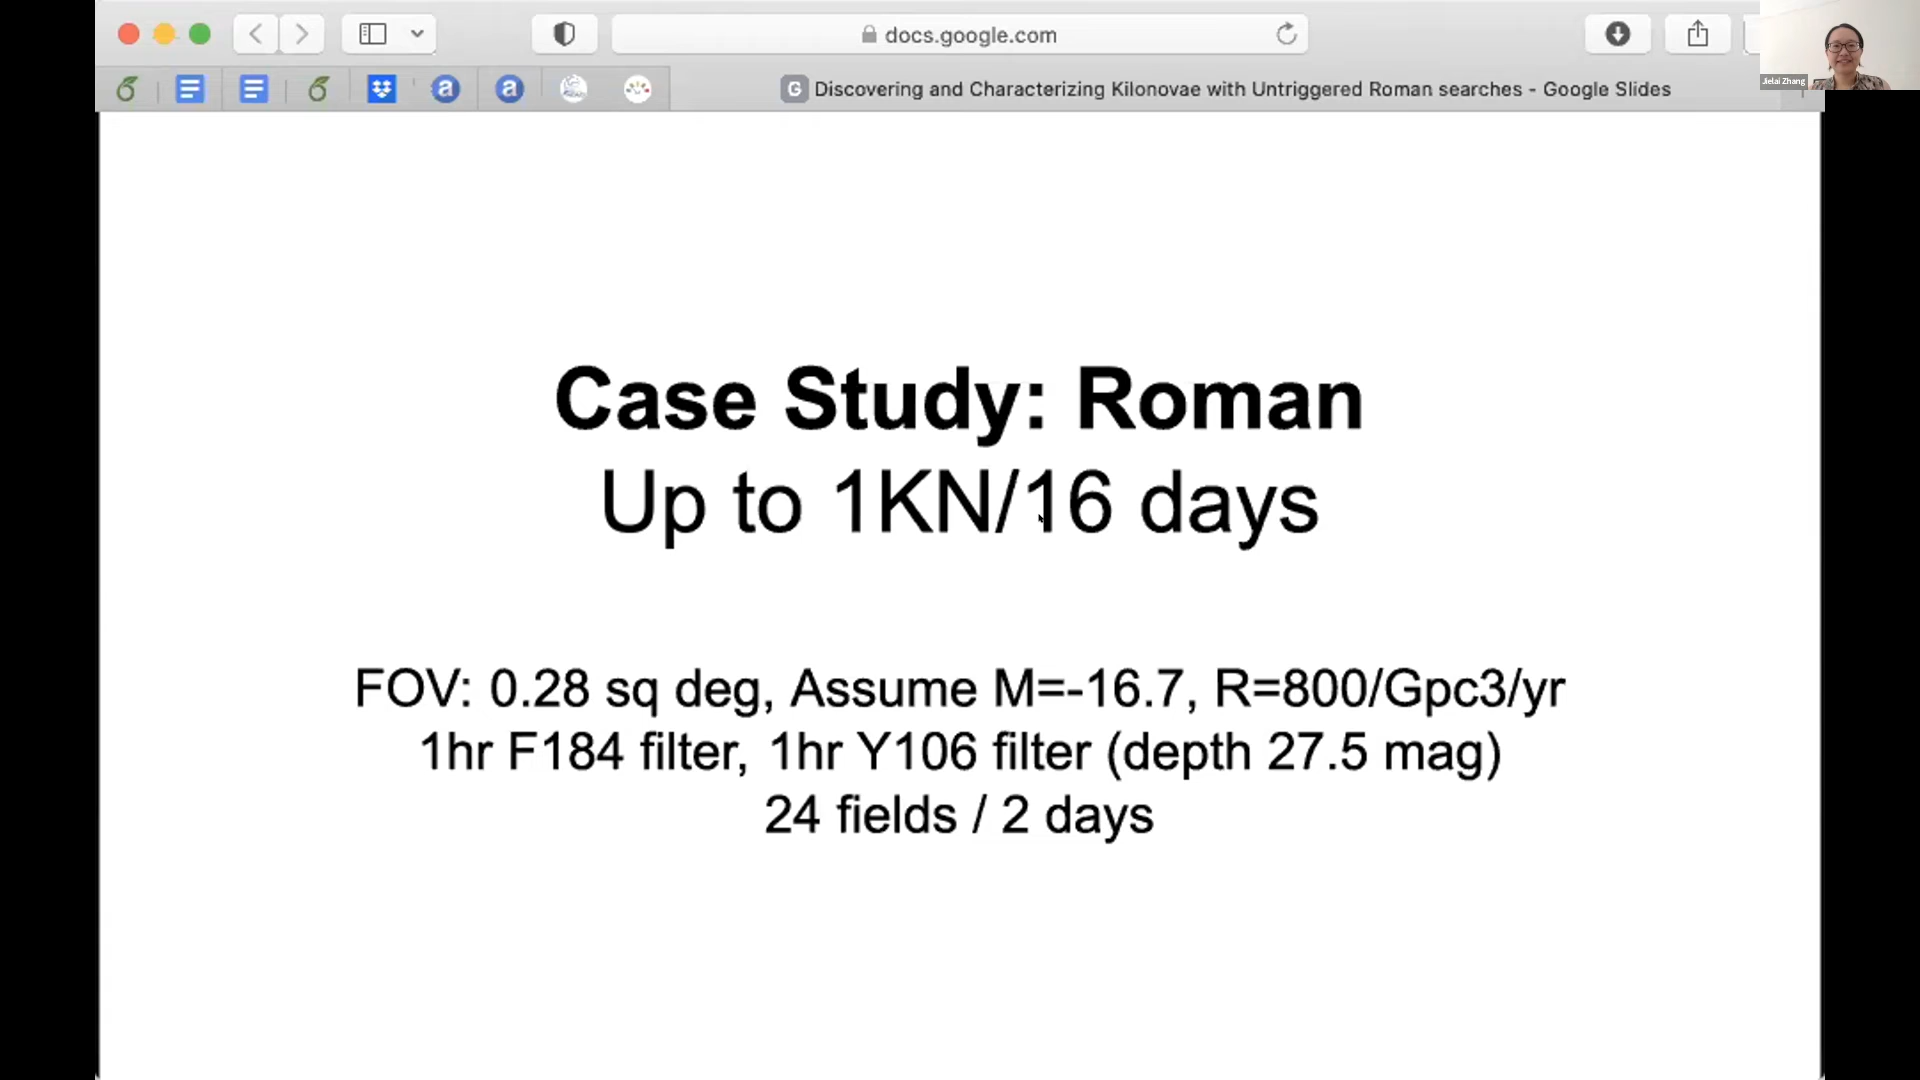 docs.google.com
Jielai Zhang
a
a
G Discovering and Characterizing Kilonovae with Untriggered Roman searches - Google Slides
Case Study: Roman
Up to 1KN/16 days
FOV: 0.28 sq deg, Assume M=-16.7, R=800/Gpc3/yr
1hr F184 filter, 1hr Y106 filter (depth 27.5 mag)
24 fields / 2 days